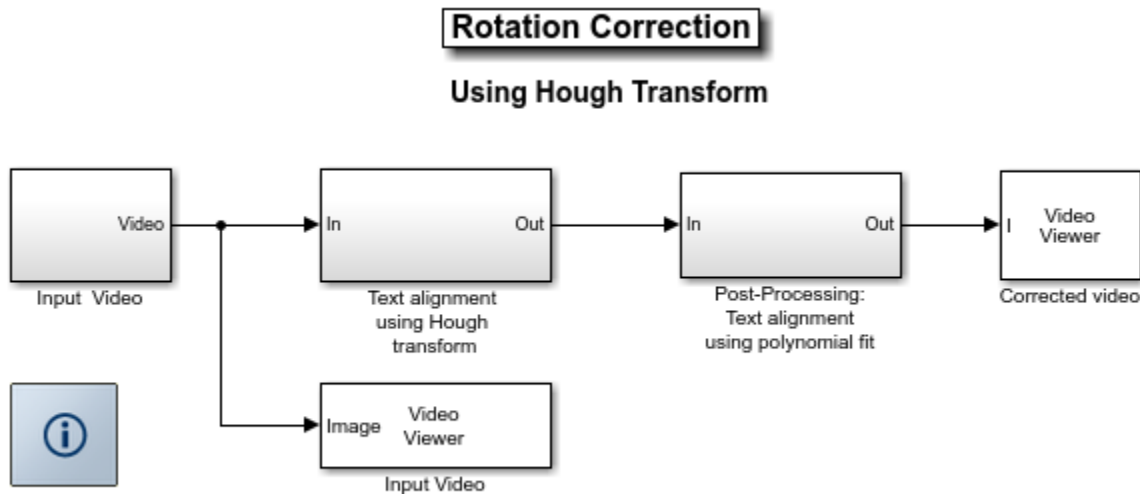 Rotation Correction
Using Hough Transform
Video
Input  Video
In
Out
Text alignment
using Hough
transform
In
Out
Post-Processing:
Text alignment
using polynomial fit
I
Video
Viewer
Corrected video
Image
Video
Viewer
Input Video